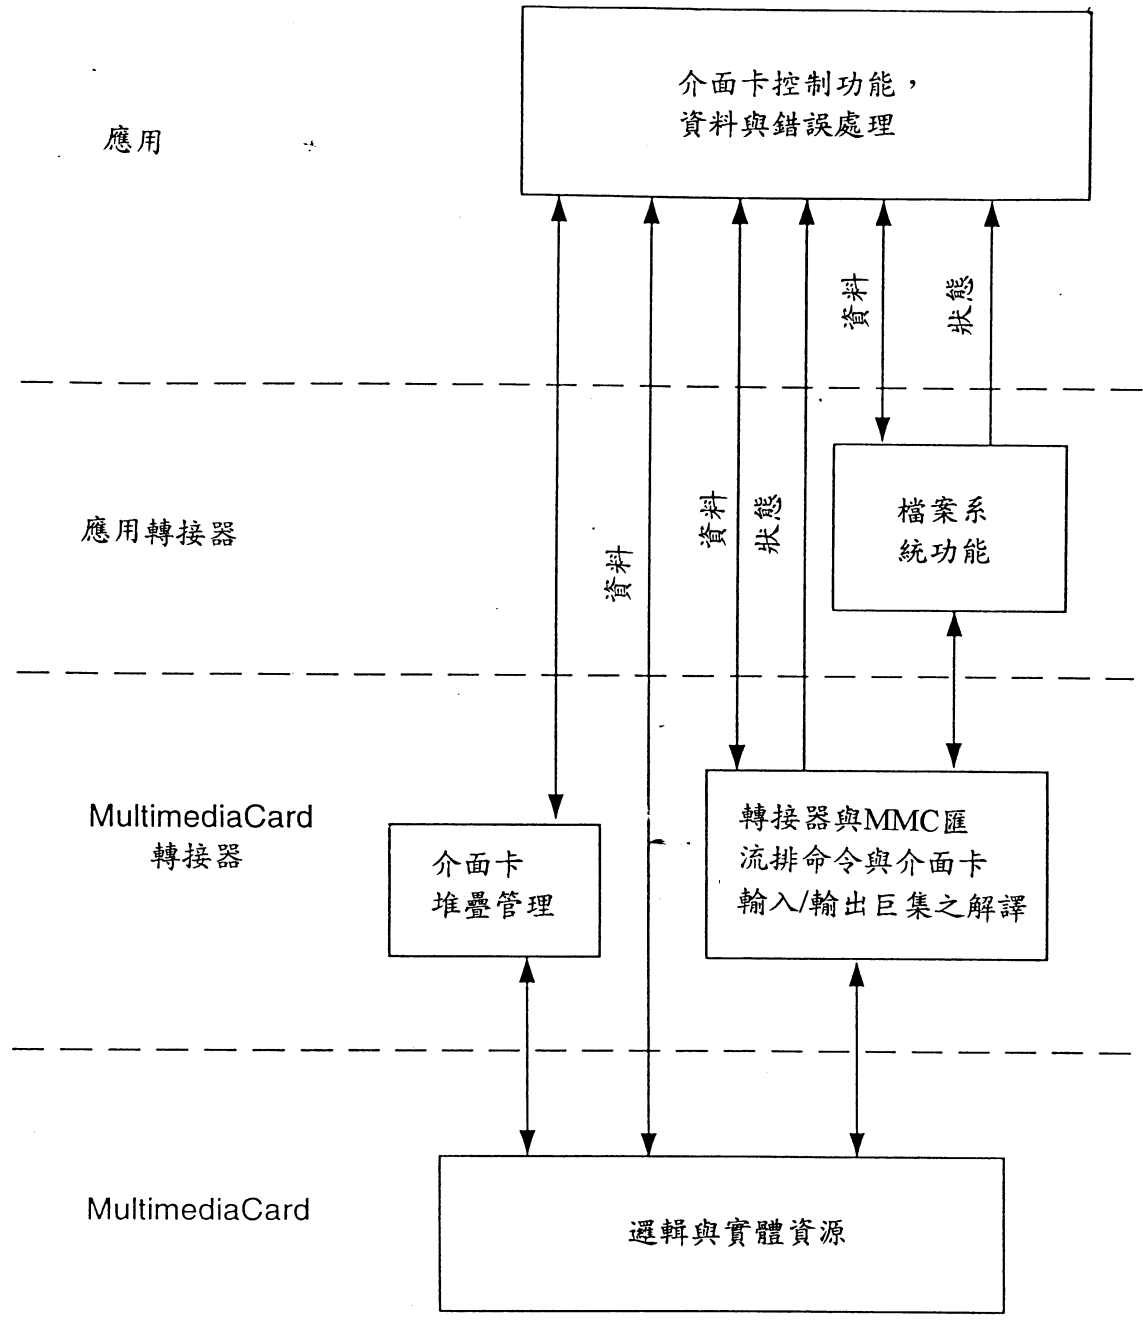 介面卡控制功能，
資料與錯誤處理
應用
資料
狀態
應用轉接器
資料
資料
狀態
檔案系
統功能
MultimediaCard
轉接器
介面卡
堆疊管理
轉接器與MMC匯
流排命令與介面卡
輸入/輸出巨集之解譯
MultimediaCard
邏輯與實體資源